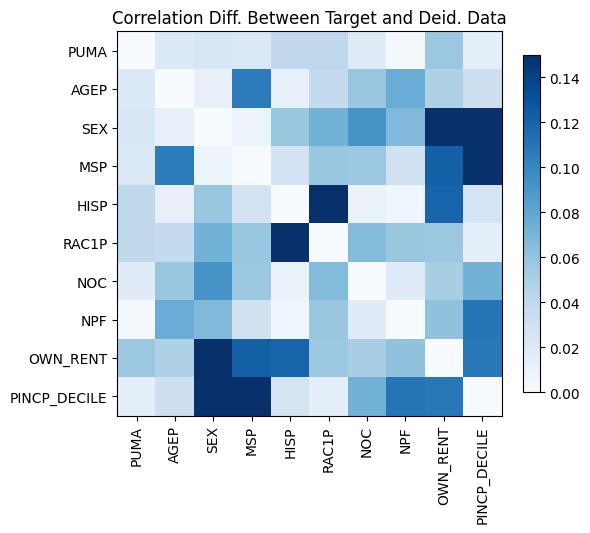 Correlation Diff. Between Target and Deid. Data
PUMA
AGEP
SEX
MSP
HISP
RAC1P
NOC
NPF
OWN_RENT
PINCP_DECILE
PUMA
AGEP
SEX
MSP
HISP
RAC1P
NOC
NPF
OWN_RENT
PINCP_DECILE
0.14
0.12
0.10
0.08
0.06
0.04
0.02
0.00